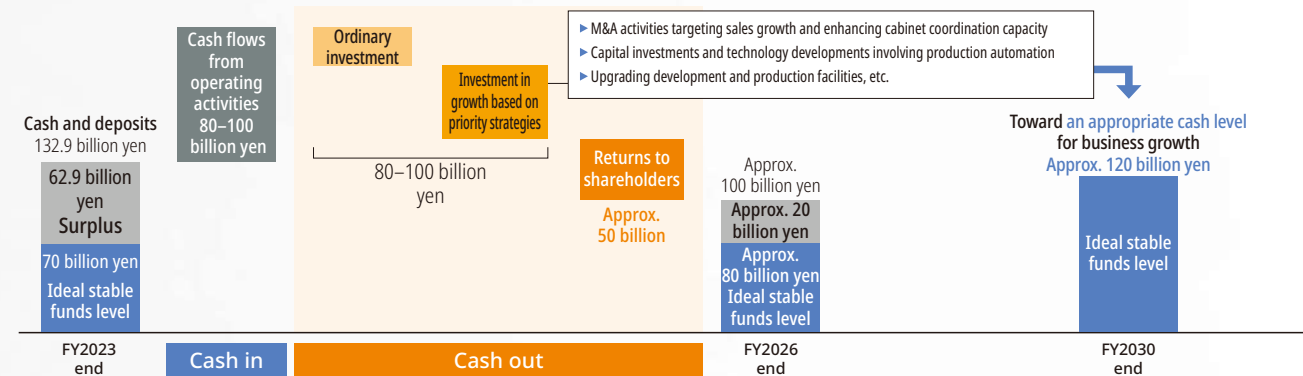 Cash and deposits
132.9 billion yen
62.9 billion
yen
Surplus
70 billion yen
Ideal stable
funds level
FY2023
end
Cash flows
from
operating
activities
80–100
billion yen
Cash in
Ordinary
investment
Investment in
growth based on
priority strategies
80–100 billion
yen
Returns to
shareholders
Approx.
50 billion
Cash out
▶ M&A activities targeting sales growth and enhancing cabinet coordination capacity
▶ Capital investments and technology developments involving production automation
▶ Upgrading development and production facilities, etc.
Approx.
100 billion yen
Approx. 20
billion yen
Approx.
80 billion yen
Ideal stable
funds level
FY2026
end
Toward an appropriate cash level
for business growth
Approx. 120 billion yen
Ideal stable
funds level
FY2030
end